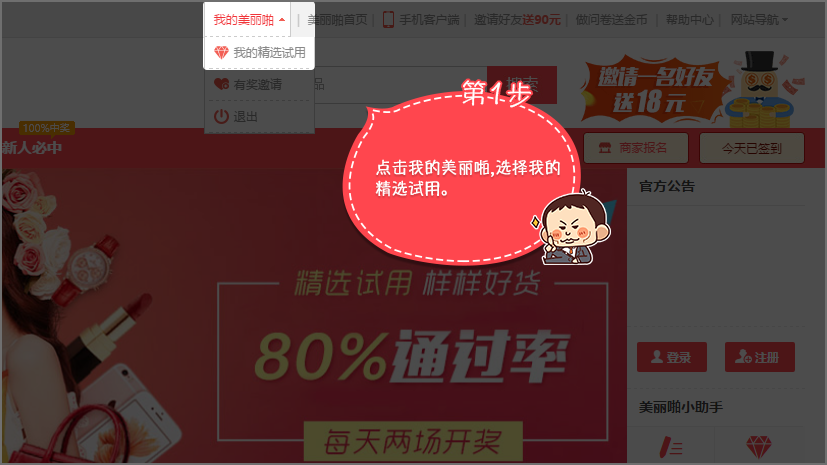 我的美丽啪
美丽啪首页
手机客户端
邀请好友送90元
做问卷送金币
帮助中心
网站导航
我的精选试用
有奖邀请
品
搜索
退出
邀请一名好友
送18元
第1步
点击我的美丽啪,选择我的
精选试用。
100%中奖
新人必中
商家报名
今天已签到
官方公告
精选试用 样样好货
80%通过率
每天两场开奖
登录
注册
美丽啪小助手